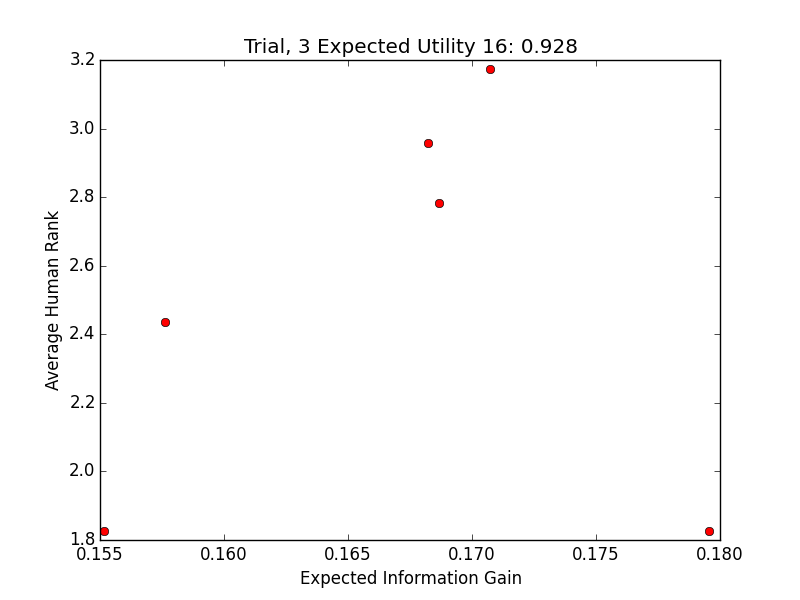 Trial, 3 Expected Utility 16: 0.928
3.2
3.0
2.8
2.6
2.4
2.2
2.0
1.8
Average Human Rank
0.155 0.160 0.165 0.170 0.175 0.180
Expected Information Gain